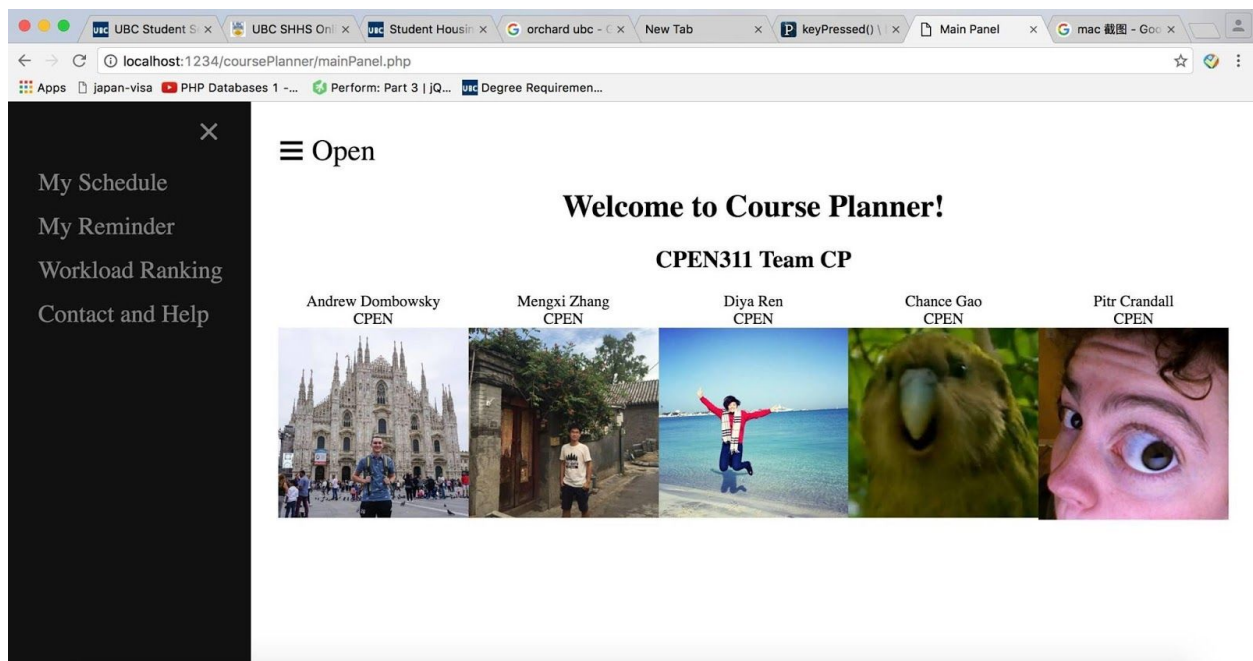 UBC Student S
UBC SHHS Onli
Student Housin
orchard ubc - G
New Tab
keyPressed() \
Main Panel
mac 截图 - Goo
localhost:1234/coursePlanner/mainPanel.php
Apps
japan-visa
PHP Databases 1 -...
Perform: Part 3 | jQ...
Degree Requiremen...
My Schedule
My Reminder
Workload Ranking
Contact and Help
Open
Welcome to Course Planner!
CPEN311 Team CP
Andrew Dombowsky
CPEN
Mengxi Zhang
CPEN
Diya Ren
CPEN
Chance Gao
CPEN
Pitr Crandall
CPEN